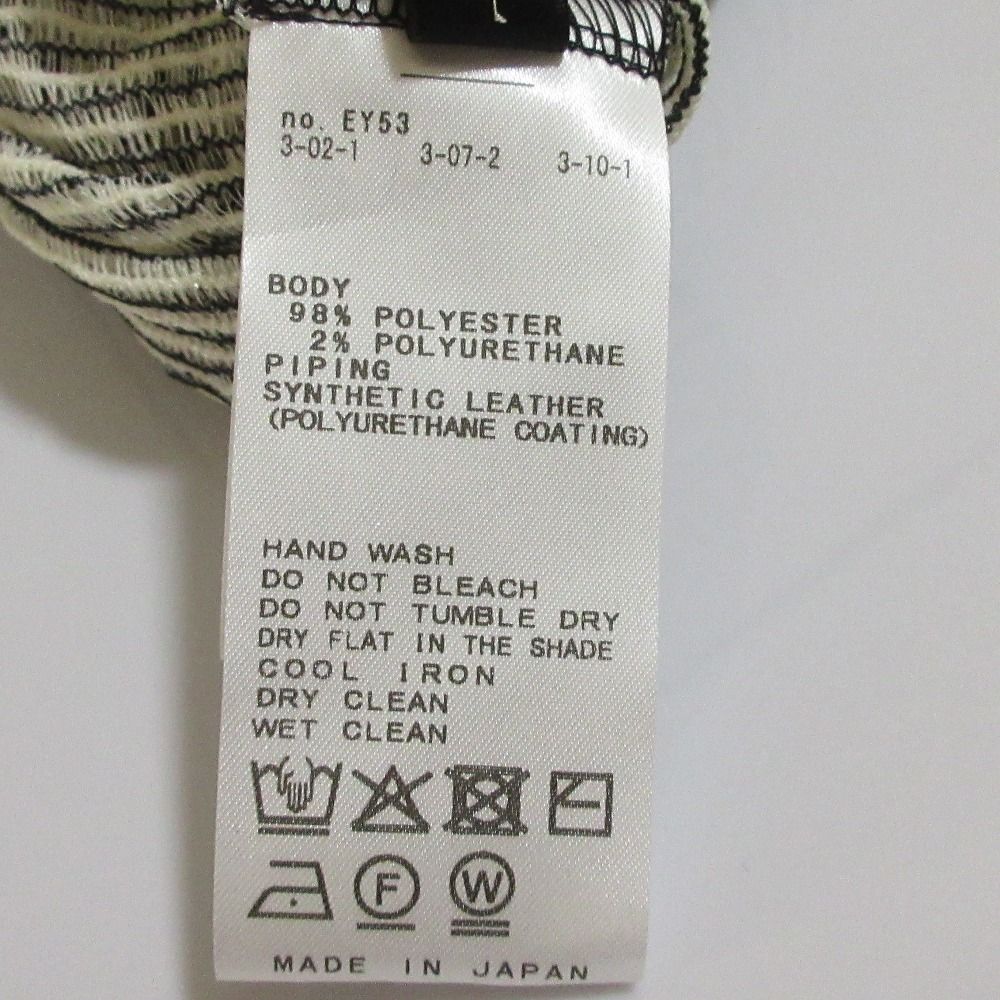 no. EY53
3-02-1 3-07-2 3-10-1
BODY
98% POLYESTER
2% POLYURETHANE
PIPING
SYNTHETIC LEATHER
(POLYURETHANE COATING)
HAND WASH
DO NOT BLEACH
DO NOT TUMBLE DRY
DRY FLAT IN THE SHADE
COOL IRON
DRY CLEAN
WET CLEAN
F W
MADE IN JAPAN